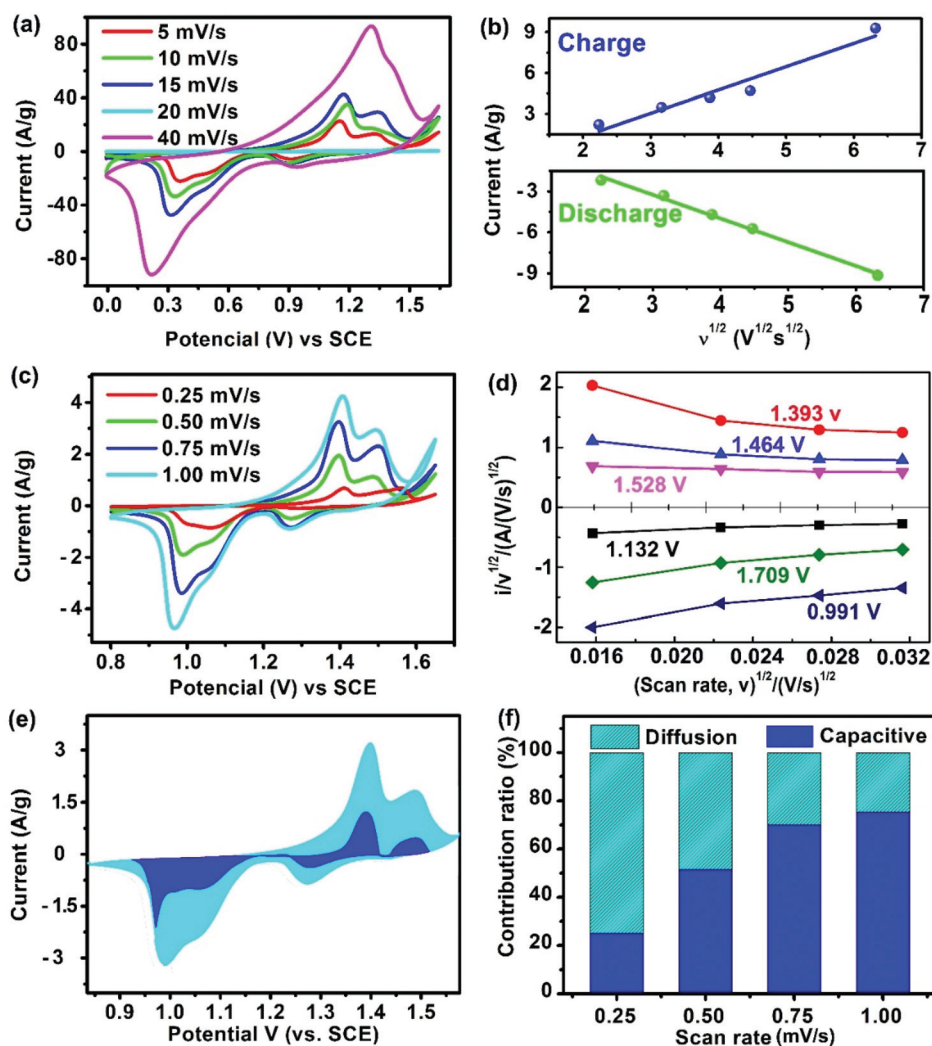 (a)
5 mV/s
10 mV/s
15 mV/s
20 mV/s
40 mV/s
80
40
0
-40
-80
Current (A/g)
0.0 0.3 0.6 0.9 1.2 1.5
Potencial (V) vs SCE
(b)
Charge
9
6
3
2 3 4 5 6 7
Current (A/g)
Discharge
-3
-6
-9
2 3 4 5 6 7
ν1/2 (V1/2s1/2)
(c)
0.25 mV/s
0.50 mV/s
0.75 mV/s
1.00 mV/s
4
2
0
-2
-4
Current (A/g)
0.8 1.0 1.2 1.4 1.6
Potencial (V) vs SCE
(d)
2
1
0
-1
-2
i/v1/2/(A/(V/s)1/2)
1.393 v
1.464 V
1.528 V
1.132 V
1.709 V
0.991 V
0.016 0.020 0.024 0.028 0.032
(Scan rate, v)1/2/(V/s)1/2
(e)
3
1.5
0
-1.5
3
Current (A/g)
0.9 1.0 1.1 1.2 1.3 1.4 1.5
Potential V (vs. SCE)
(f)
Diffusion Capacitive
100
80
60
40
20
0
Contribution ratio (%)
0.25 0.50 0.75 1.00
Scan rate (mV/s)